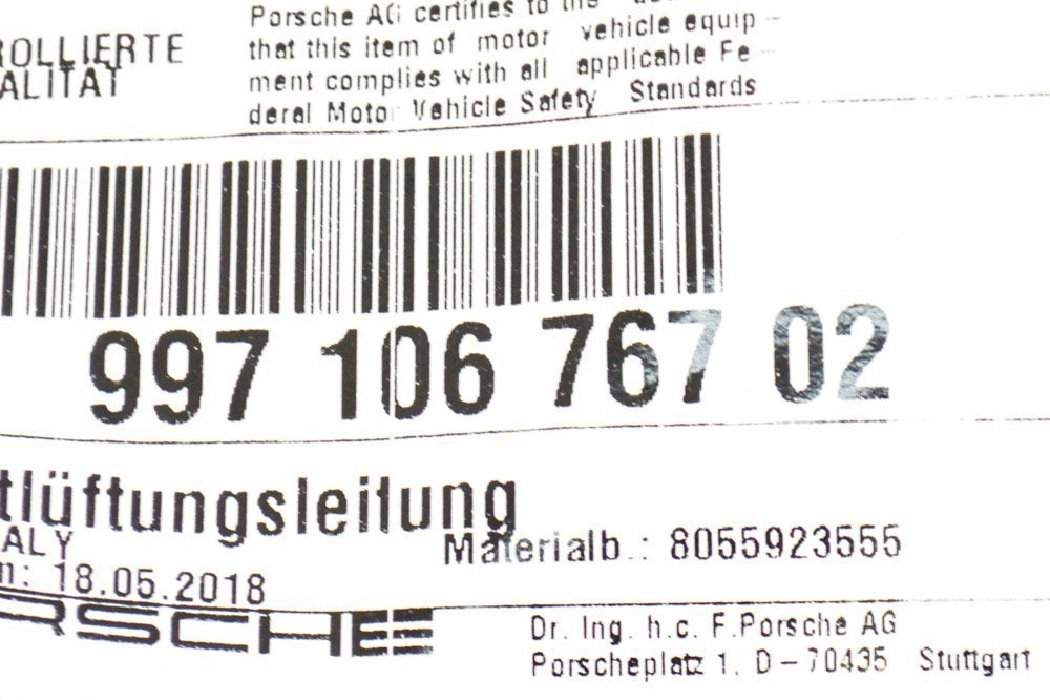 Porsche AG certifies to the
that this item of motor vehicle equip-
ment complies with all applicable Fe-
deral Motor Vehicle Safety Standards
ROLLIERTE
ALITÄT
997 106 767 02
tlüftungsleitung
ALY
Materialb.: 8055923555
m: 18.05.2018
RSCHE
Dr. Ing. h.c. F.Porsche AG
Porscheplatz 1, D-70435 Stuttgart